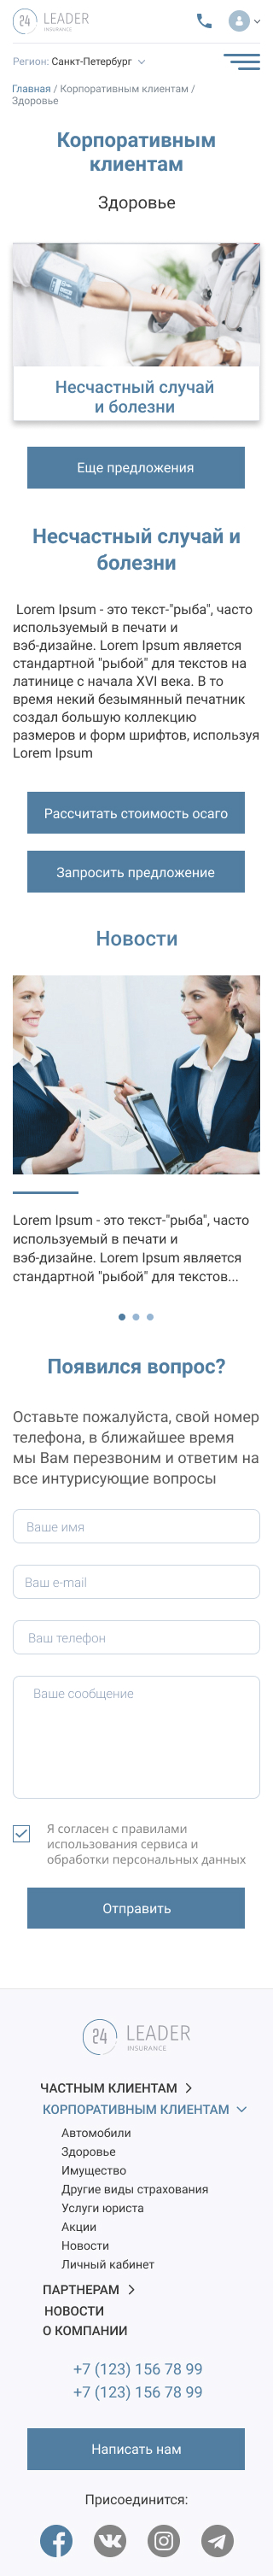 24 LEADER
INSURANCE
Регион: Санкт-Петербург
Главная / Корпоративным клиентам /
Здоровье
Корпоративным
клиентам
Здоровье
Несчастный случай
и болезни
Еще предложения
Несчастный случай и
болезни
Lorem Ipsum - это текст-"рыба", часто
используемый в печати и
вэб-дизайне. Lorem Ipsum является
стандартной "рыбой" для текстов на
латинице с начала XVI века. В то
время некий безымянный печатник
создал большую коллекцию
размеров и форм шрифтов, используя
Lorem Ipsum
Рассчитать стоимость осаго
Запросить предложение
Новости
Lorem Ipsum - это текст-"рыба", часто
используемый в печати и
вэб-дизайне. Lorem Ipsum является
стандартной "рыбой" для текстов...
Появился вопрос?
Оставьте пожалуйста, свой номер
телефона, в ближайшее время
мы Вам перезвоним и ответим на
все интурисующие вопросы
Ваше имя
Ваш e-mail
Ваш телефон
Ваше сообщение
Я согласен с правилами
использования сервиса и
обработки персональных данных
Отправить
24 LEADER
INSURANCE
ЧАСТНЫМ КЛИЕНТАМ
КОРПОРАТИВНЫМ КЛИЕНТАМ
Автомобили
Здоровье
Имущество
Другие виды страхования
Услуги юриста
Акции
Новости
Личный кабинет
ПАРТНЕРАМ
НОВОСТИ
О КОМПАНИИ
+7 (123) 156 78 99
+7 (123) 156 78 99
Написать нам
Присоединится: